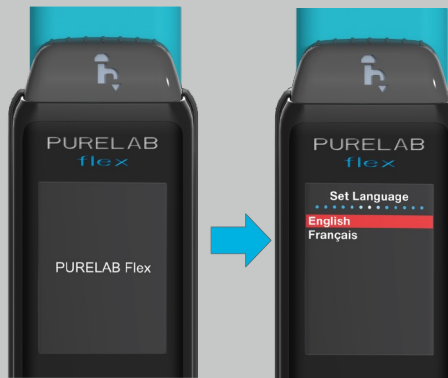 PURELAB
flex
PURELAB Flex
PURELAB
flex
Set Language
English
Français